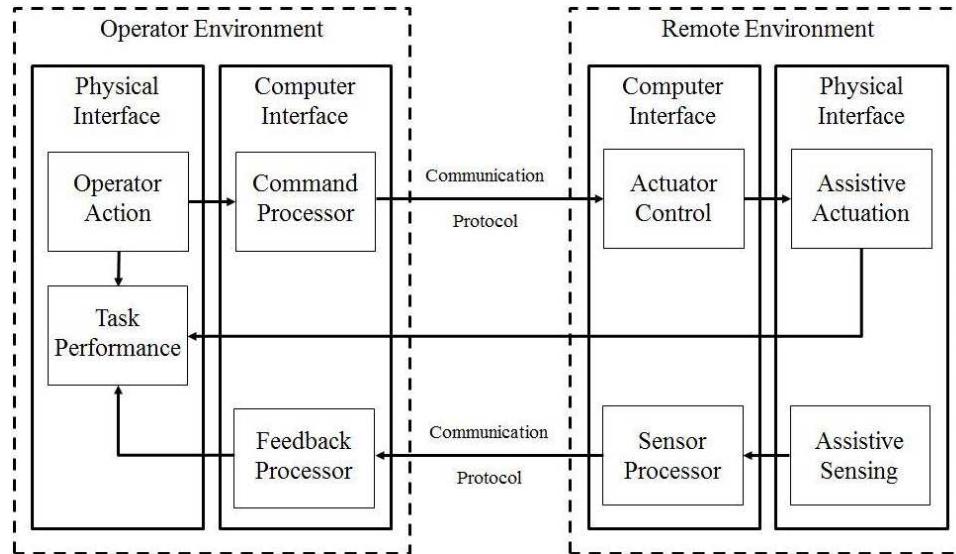 Operator Environment
Physical
Interface
Computer
Interface
Operator
Action
Command
Processor
Task
Performance
Feedback
Processor
Communication
Protocol
Communication
Protocol
Remote Environment
Computer
Interface
Physical
Interface
Actuator
Control
Assistive
Actuation
Sensor
Processor
Assistive
Sensing